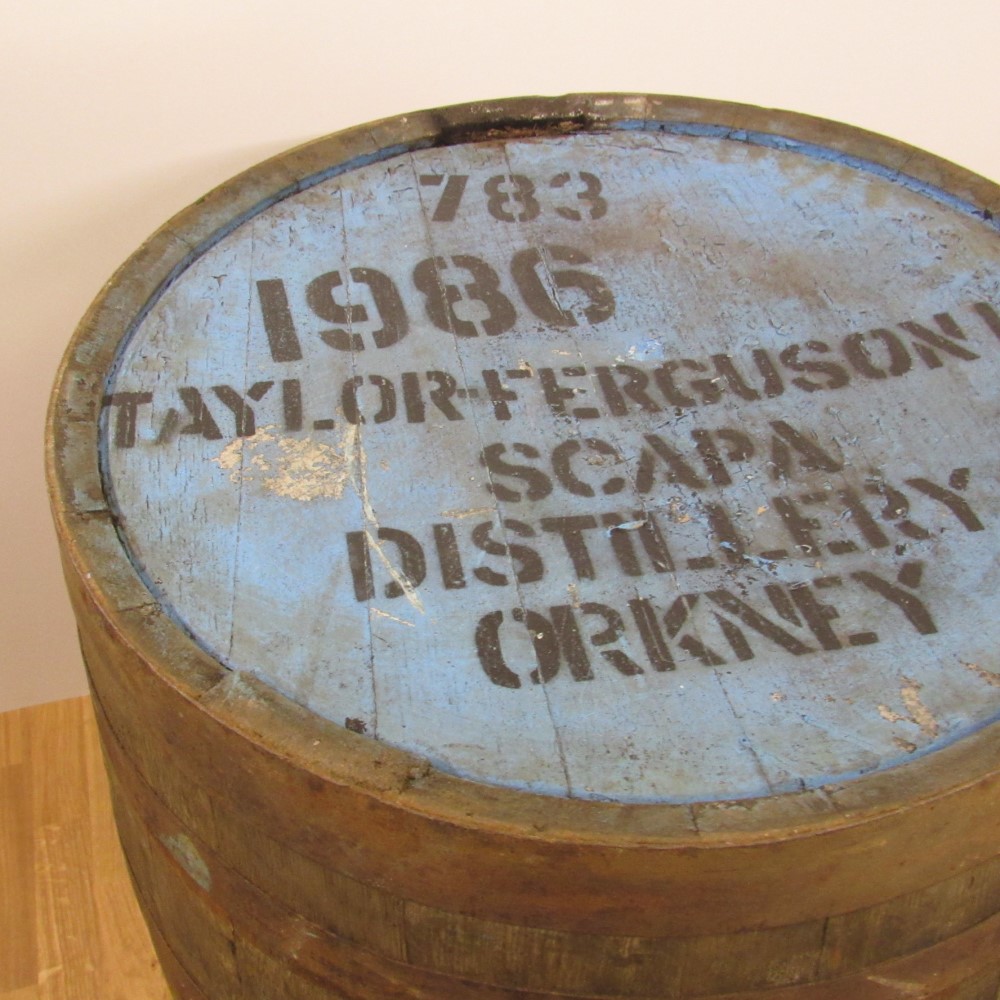 783
1986
TAYLOR-FERGUSON
SCAPA
DISTILLERY
ORKNEY